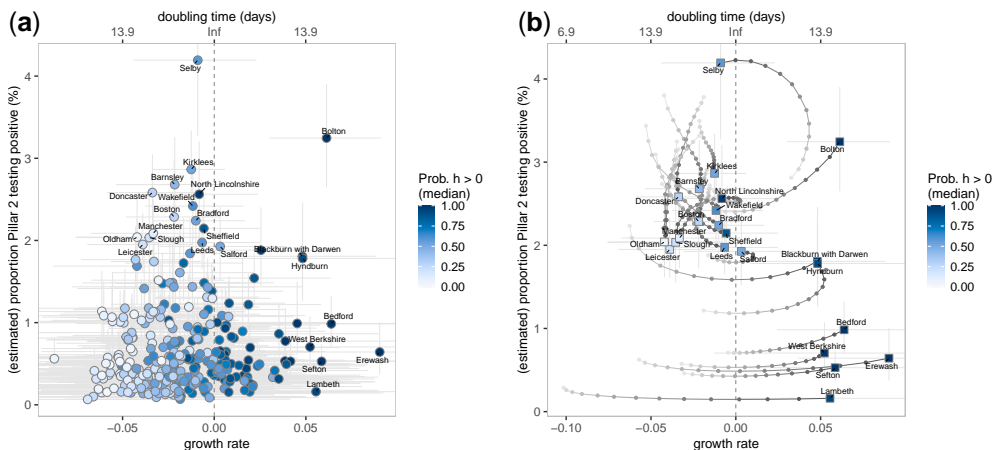 (a)
doubling time (days)
13.9
Inf
13.9
(estimated) proportion Pillar 2 testing positive (%)
4
3
2
1
0
Selby
Bolton
Kirklees
Barnsley
North Lincolnshire
Doncaster
Wakefield
Boston
Bradford
Manchester
Oldham
Slough
Sheffield
Leicester
Leeds
Salford
Blackburn with Darwen
Hyndburn
Bedford
West Berkshire
Erewash
Sefton
Lambeth
−0.05
0.00
0.05
growth rate
Prob. h > 0
(median)
1.00
0.75
0.50
0.25
0.00
(b)
doubling time (days)
6.9
13.9
Inf
13.9
(estimated) proportion Pillar 2 testing positive (%)
4
3
2
1
0
Selby
Bolton
Kirklees
Barnsley
North Lincolnshire
Doncaster
Wakefield
Boston
Bradford
Manchester
Oldham
Slough
Sheffield
Leicester
Leeds
Salford
Blackburn with Darwen
Hyndburn
Bedford
West Berkshire
Erewash
Sefton
Lambeth
−0.10
−0.05
0.00
0.05
growth rate
Prob. h > 0
(median)
1.00
0.75
0.50
0.25
0.00